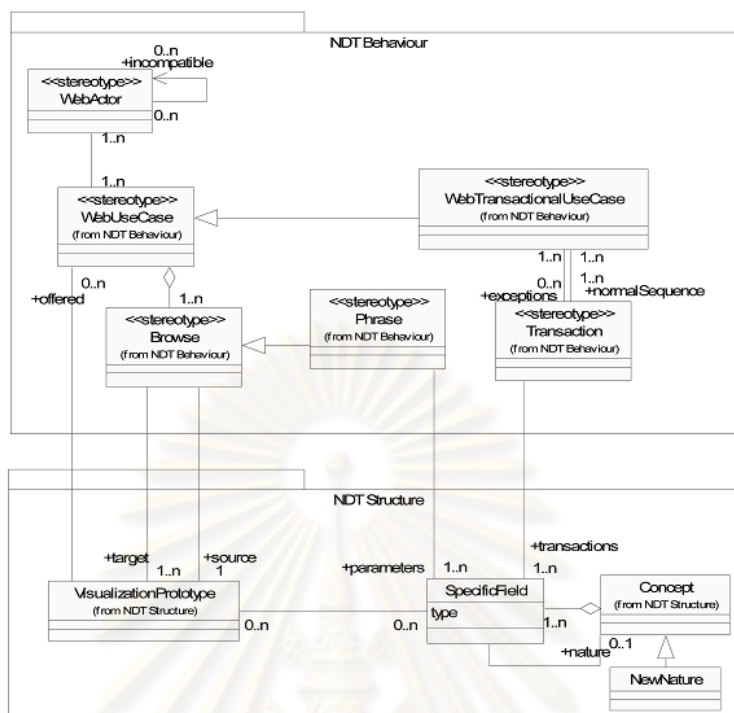 NDT Behaviour
0..n
+incompatible
<<stereotype>>
WebActor
0..n
1..n
1..n
<<stereotype>>
WebUseCase
(from NDT Behaviour)
<<stereotype>>
WebTransactionalUseCase
(from NDT Behaviour)
0..n
+offered
1..n
1..n
1..n
0..n
1..n
+exceptions
+normalSequence
<<stereotype>>
Browse
(from NDT Behaviour)
<<stereotype>>
Phrase
(from NDT Behaviour)
<<stereotype>>
Transaction
(from NDT Behaviour)
NDT Structure
+target
+source
1..n
1
+parameters
1..n
+transactions
1..n
VisualizationPrototype
(from NDT Structure)
SpecificField
type
Concept
(from NDT Structure)
0..n
0..n
1..n
+nature
0..1
NewNature